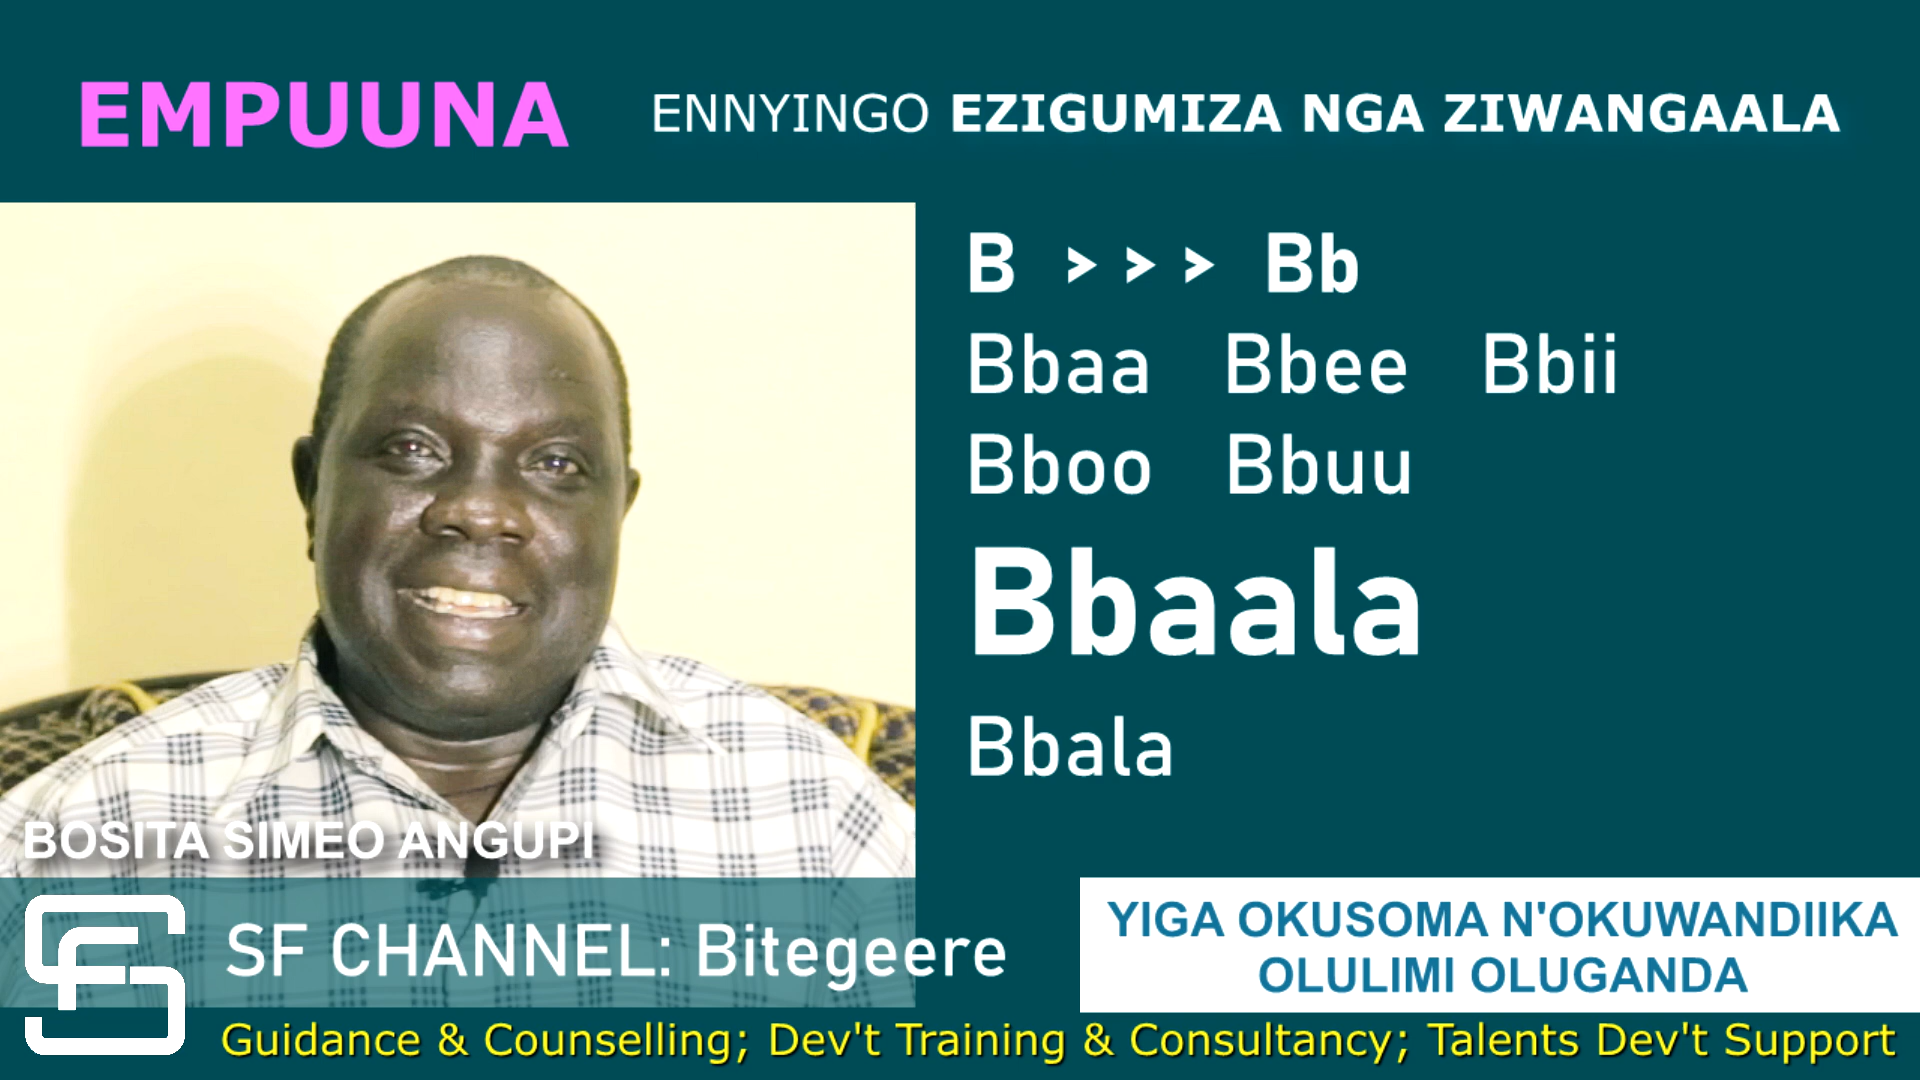 EMPUUNA ENNYINGO EZIGUMIZA NGA ZIWANGAALA
B > > > Bb
Bbaa Bbee Bbii
Bboo Bbuu
Bbaala
Bbala
BOSITA SIMEO ANGUPI
SF CHANNEL: Bitegeere
YIGA OKUSOMA N'OKUWANDIIKA
OLULIMI OLUGANDA
Guidance & Counselling; Dev't Training & Consultancy; Talents Dev't Support